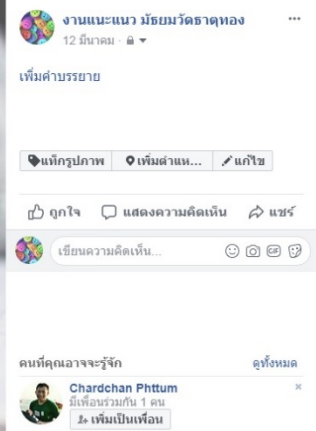 งานแนะแนว มัธยมวัดธาตุทอง
12 มีนาคม ·
เพิ่มคำบรรยาย
แท็กรูปภาพ เพิ่มตำแห... แก้ไข
ถูกใจ แสดงความคิดเห็น แชร์
เขียนความคิดเห็น... GIF
คนที่คุณอาจจะรู้จัก ดูทั้งหมด
Chardchan Phttum
มีเพื่อนร่วมกัน 1 คน
เพิ่มเป็นเพื่อน